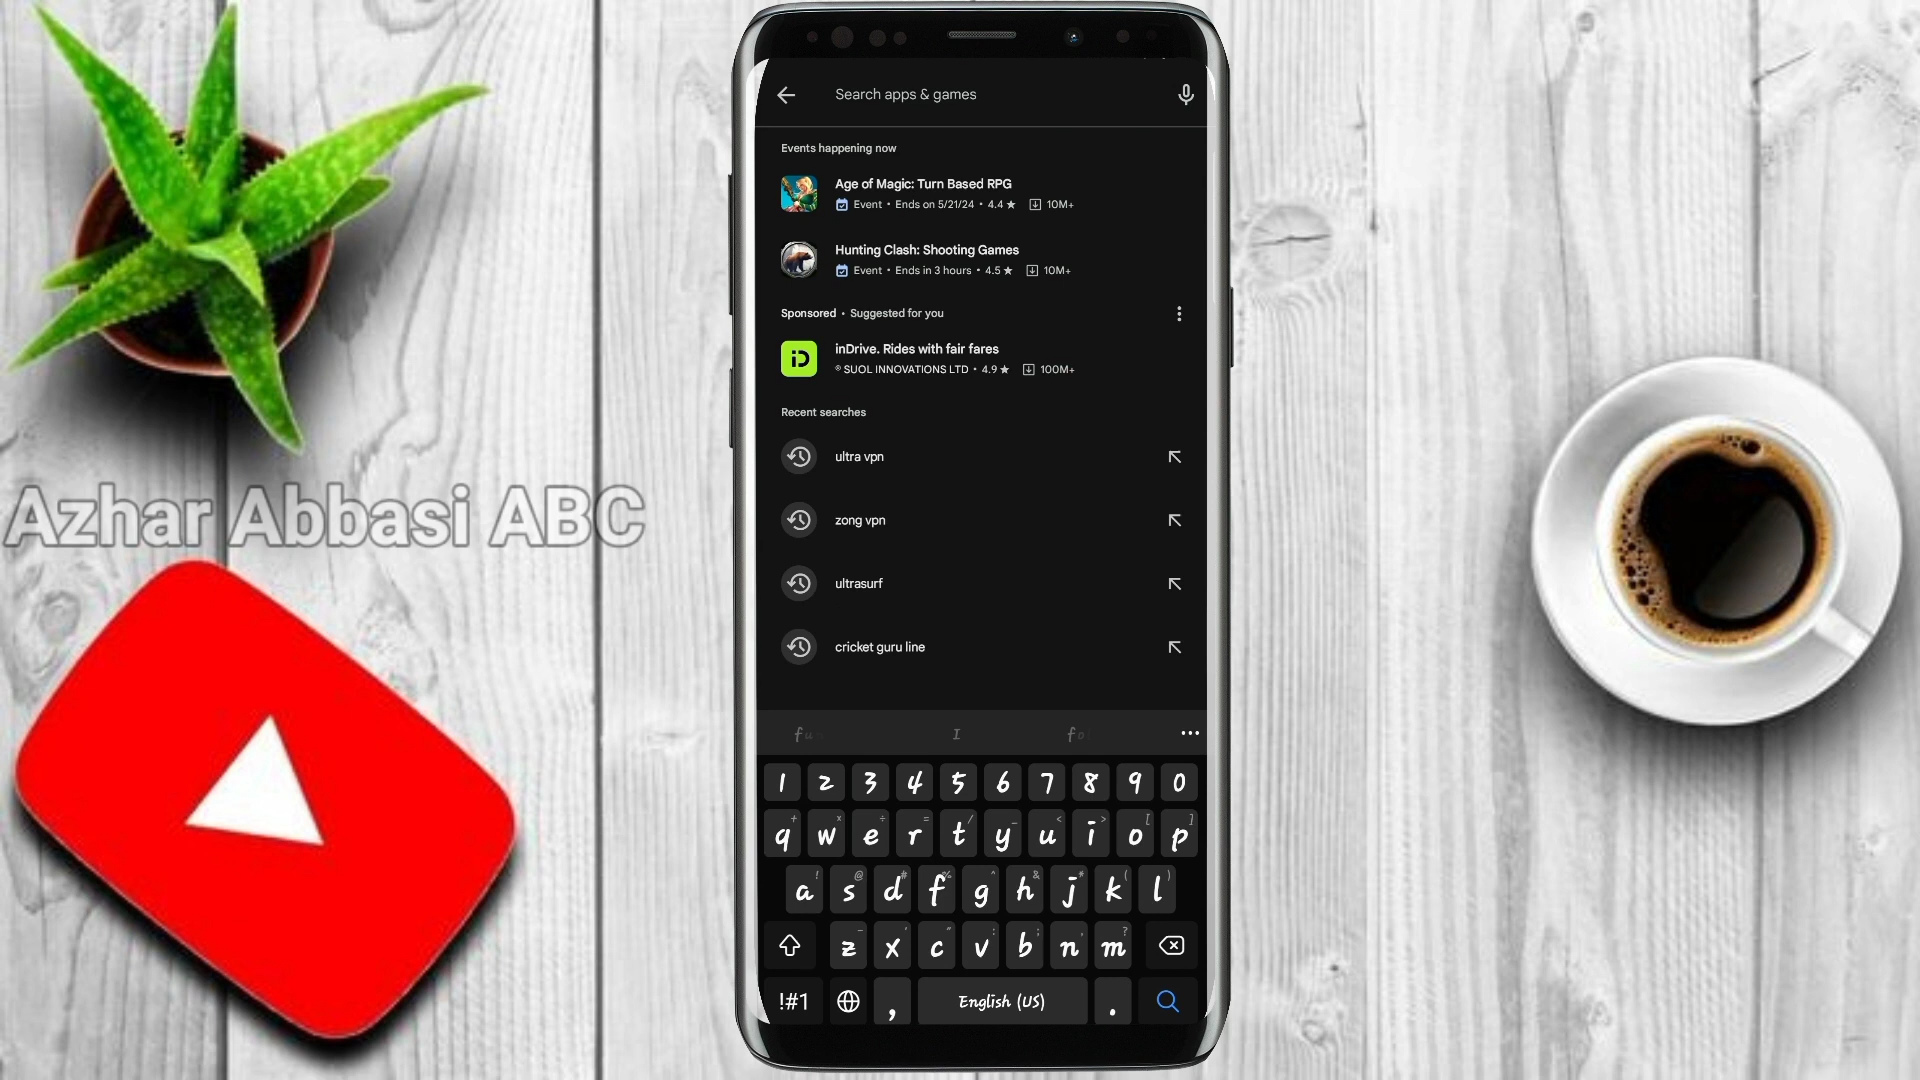 Search apps & games
Events happening now
Age of Magic: Turn Based RPG
Event • Ends on 5/21/24 • 4.4 ★ 10M+
Hunting Clash: Shooting Games
Event • Ends in 3 hours • 4.5 ★ 10M+
Sponsored • Suggested for you
iD
inDrive. Rides with fair fares
® SUOL INNOVATIONS LTD • 4.9 ★ 100M+
Recent searches
ultra vpn
zong vpn
ultrasurf
cricket guru line
Azhar Abbasi ABC
I
1 2 3 4 5 6 7 8 9 0
q w e r t y u i o p
a s d f g h j k l
z x c v b n m
!#1 , English (US) .